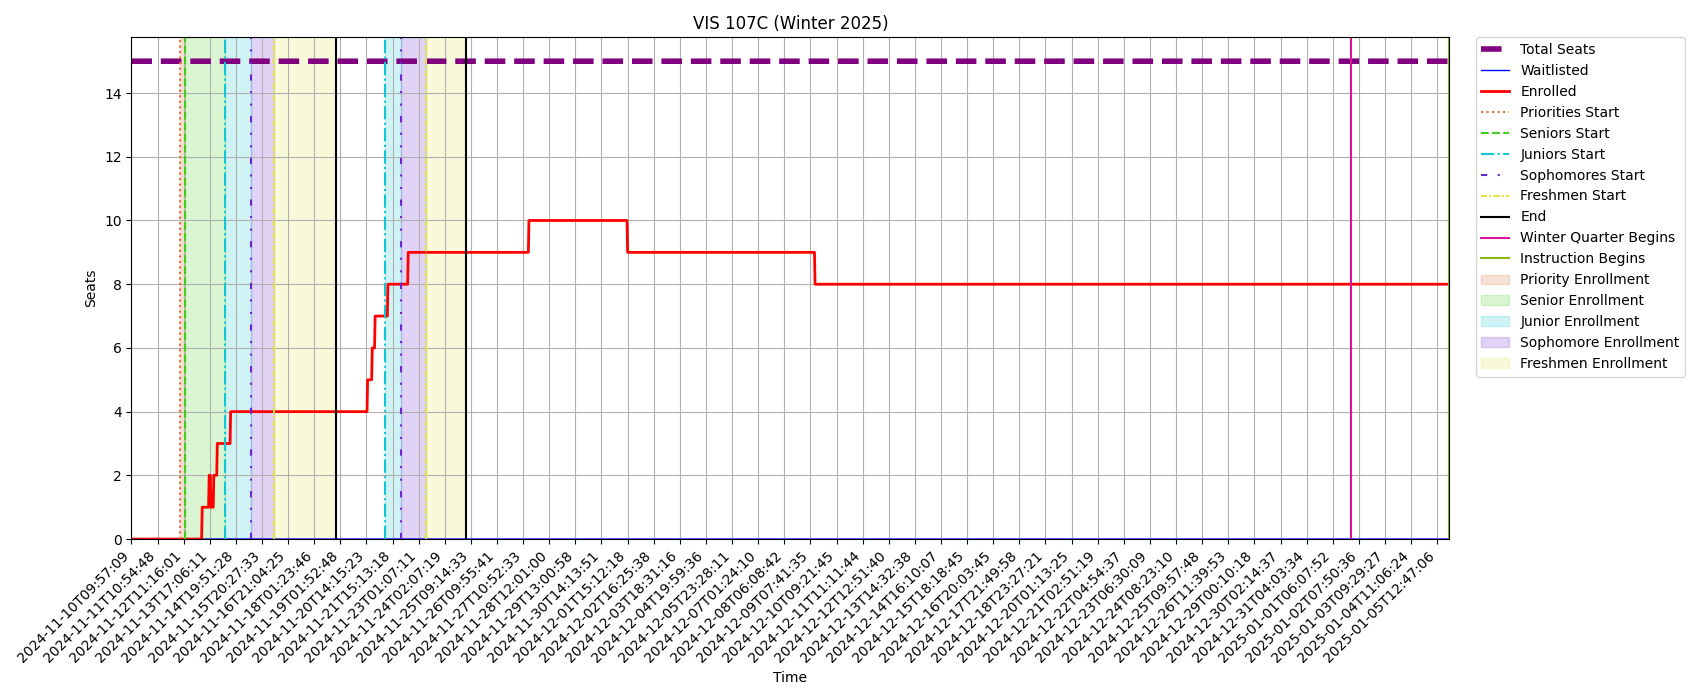 VIS 107C (Winter 2025)
Seats
14
12
10
8
6
4
2
0
2024-11-10T09:57:09
2024-11-11T10:54:48
2024-11-12T11:16:01
2024-11-13T17:06:11
2024-11-14T19:51:28
2024-11-15T20:27:33
2024-11-16T21:04:25
2024-11-18T01:23:46
2024-11-19T01:52:48
2024-11-20T14:15:23
2024-11-21T15:13:18
2024-11-23T01:07:11
2024-11-24T02:07:19
2024-11-25T09:14:33
2024-11-26T09:55:41
2024-11-27T10:52:33
2024-11-28T12:01:00
2024-11-29T13:00:58
2024-11-30T14:13:51
2024-12-01T15:12:18
2024-12-02T16:25:38
2024-12-03T18:31:16
2024-12-04T19:59:36
2024-12-05T23:28:11
2024-12-07T01:24:10
2024-12-08T06:08:42
2024-12-09T07:41:35
2024-12-10T09:21:45
2024-12-11T11:11:44
2024-12-12T12:51:40
2024-12-13T14:32:38
2024-12-14T16:10:07
2024-12-15T18:18:45
2024-12-16T20:03:45
2024-12-17T21:49:58
2024-12-18T23:27:21
2024-12-20T01:13:25
2024-12-21T02:51:19
2024-12-22T04:54:37
2024-12-23T06:30:09
2024-12-24T08:23:10
2024-12-25T09:57:48
2024-12-26T11:39:53
2024-12-29T00:10:18
2024-12-30T02:14:37
2024-12-31T04:03:34
2025-01-01T06:07:52
2025-01-02T07:50:36
2025-01-03T09:29:27
2025-01-04T11:06:24
2025-01-05T12:47:06
Time
Total Seats
Waitlisted
Enrolled
Priorities Start
Seniors Start
Juniors Start
Sophomores Start
Freshmen Start
End
Winter Quarter Begins
Instruction Begins
Priority Enrollment
Senior Enrollment
Junior Enrollment
Sophomore Enrollment
Freshmen Enrollment